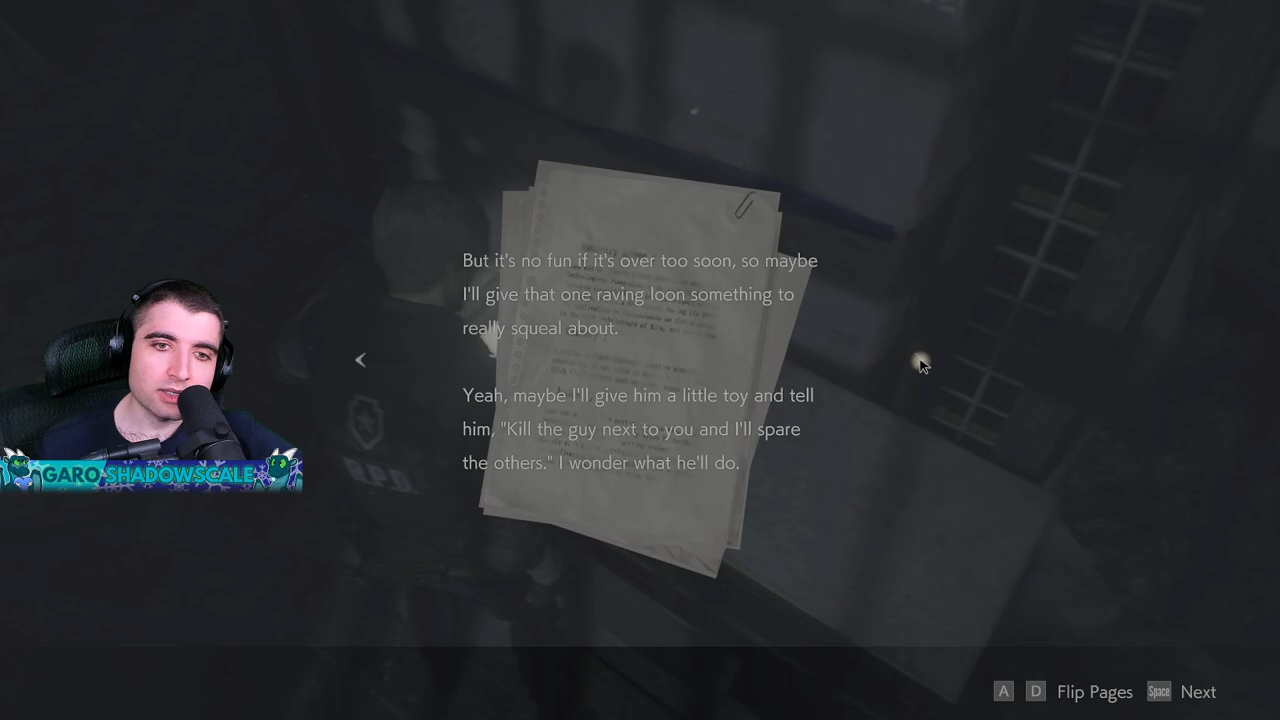 But it's no fun if it's over too soon, so maybe
I'll give that one raving loon something to
really squeal about.
Yeah, maybe I'll give him a little toy and tell
him, "Kill the guy next to you and I'll spare
the others." I wonder what he'll do.
GARO SHADOWSCALE
R.P.D.
A D Flip Pages Space Next